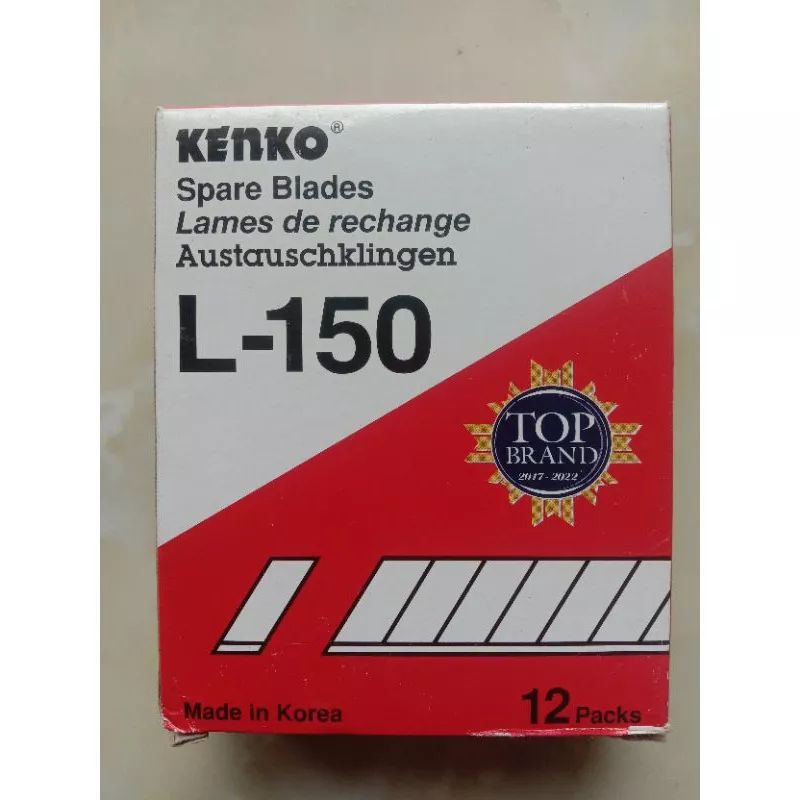 KENKO®
Spare Blades
Lames de rechange
Austauschklingen
L-150
TOP
BRAND
2017-2022
Made in Korea
12 Packs